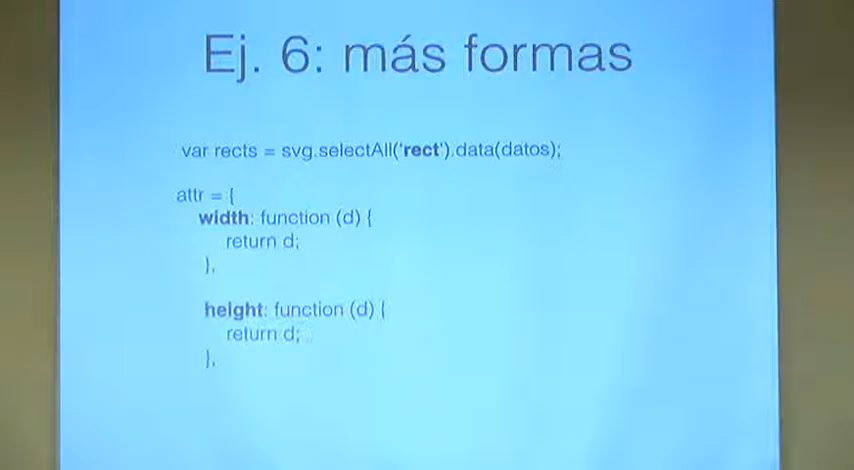 Ej. 6: más formas
var rects = svg.selectAll('rect').data(datos);
attr = {
width: function (d) {
return d;
},
height: function (d) {
return d;
},